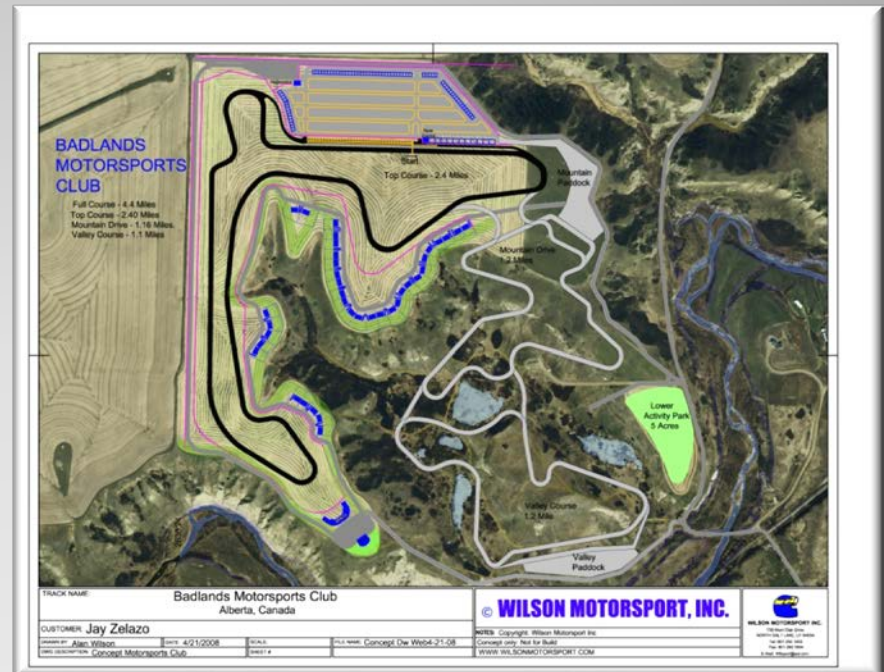 BADLANDS
MOTORSPORTS
CLUB
Full Course - 4.4 Miles
Top Course - 2.40 Miles
Mountain Drive - 1.16 Miles.
Valley Course - 1.1 Miles
Start
Top Course - 2.4 Miles
Mountain
Paddock
Mountain Drive
1.2 Miles
Lower
Activity Park
5 Acres
Valley Course
1.2 Mile
Valley
Paddock
TRACK NAME:
Badlands Motorsports Club
Alberta, Canada
CUSTOMER: Jay Zelazo
DRAWN BY: Alan Wilson
DATE: 4/21/2008
SCALE:
FILE NAME: Concept Dw Web4-21-08
DWG DESCRIPTION: Concept Motorsports Club
SHEET #
© WILSON MOTORSPORT, INC.
NOTES: Copyright: Wilson Motorsport Inc
Concept only: Not for Build
WWW.WILSONMOTORSPORT.COM
WILSON MOTORSPORT INC.